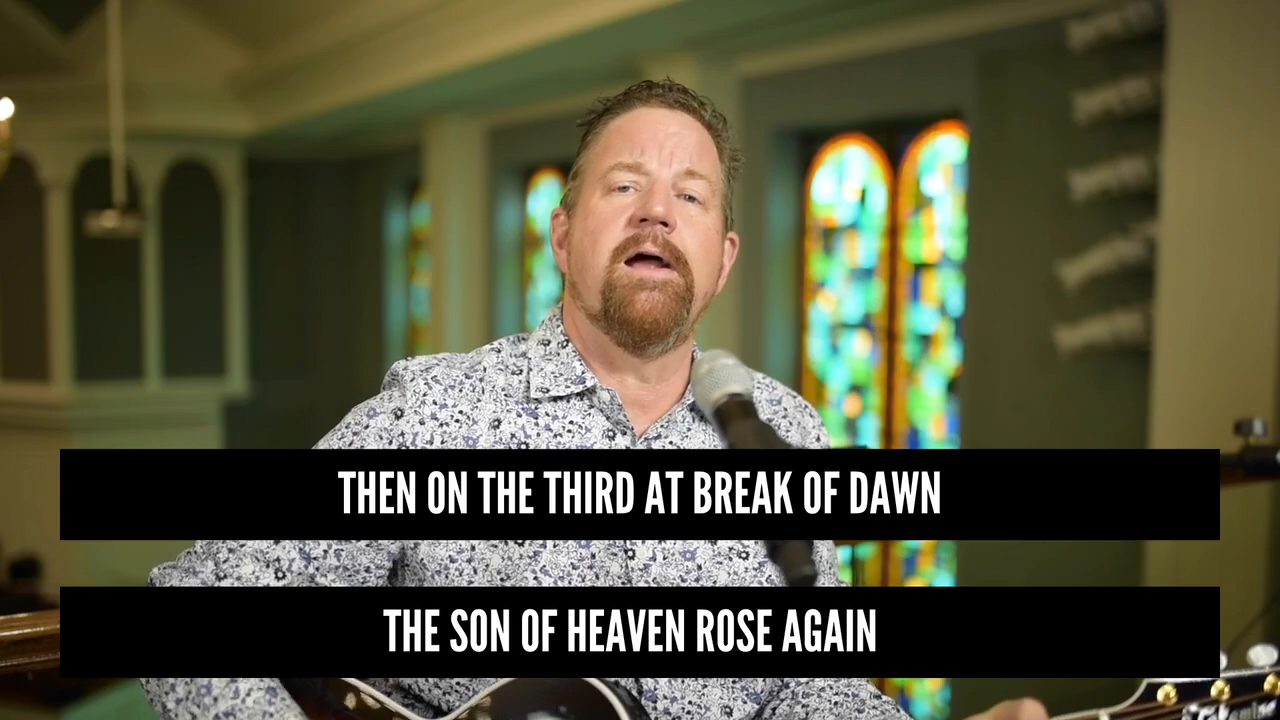 THEN ON THE THIRD AT BREAK OF DAWN
THE SON OF HEAVEN ROSE AGAIN